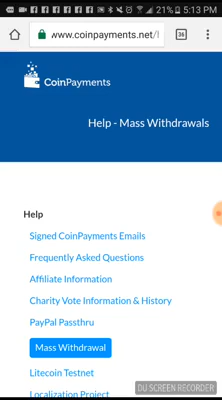 21% 5:13 PM
www.coinpayments.net/
36
CoinPayments
Help - Mass Withdrawals
Help
Signed CoinPayments Emails
Frequently Asked Questions
Affiliate Information
Charity Vote Information & History
PayPal Passthru
Mass Withdrawal
Litecoin Testnet
Localization Project
DU SCREEN RECORDER